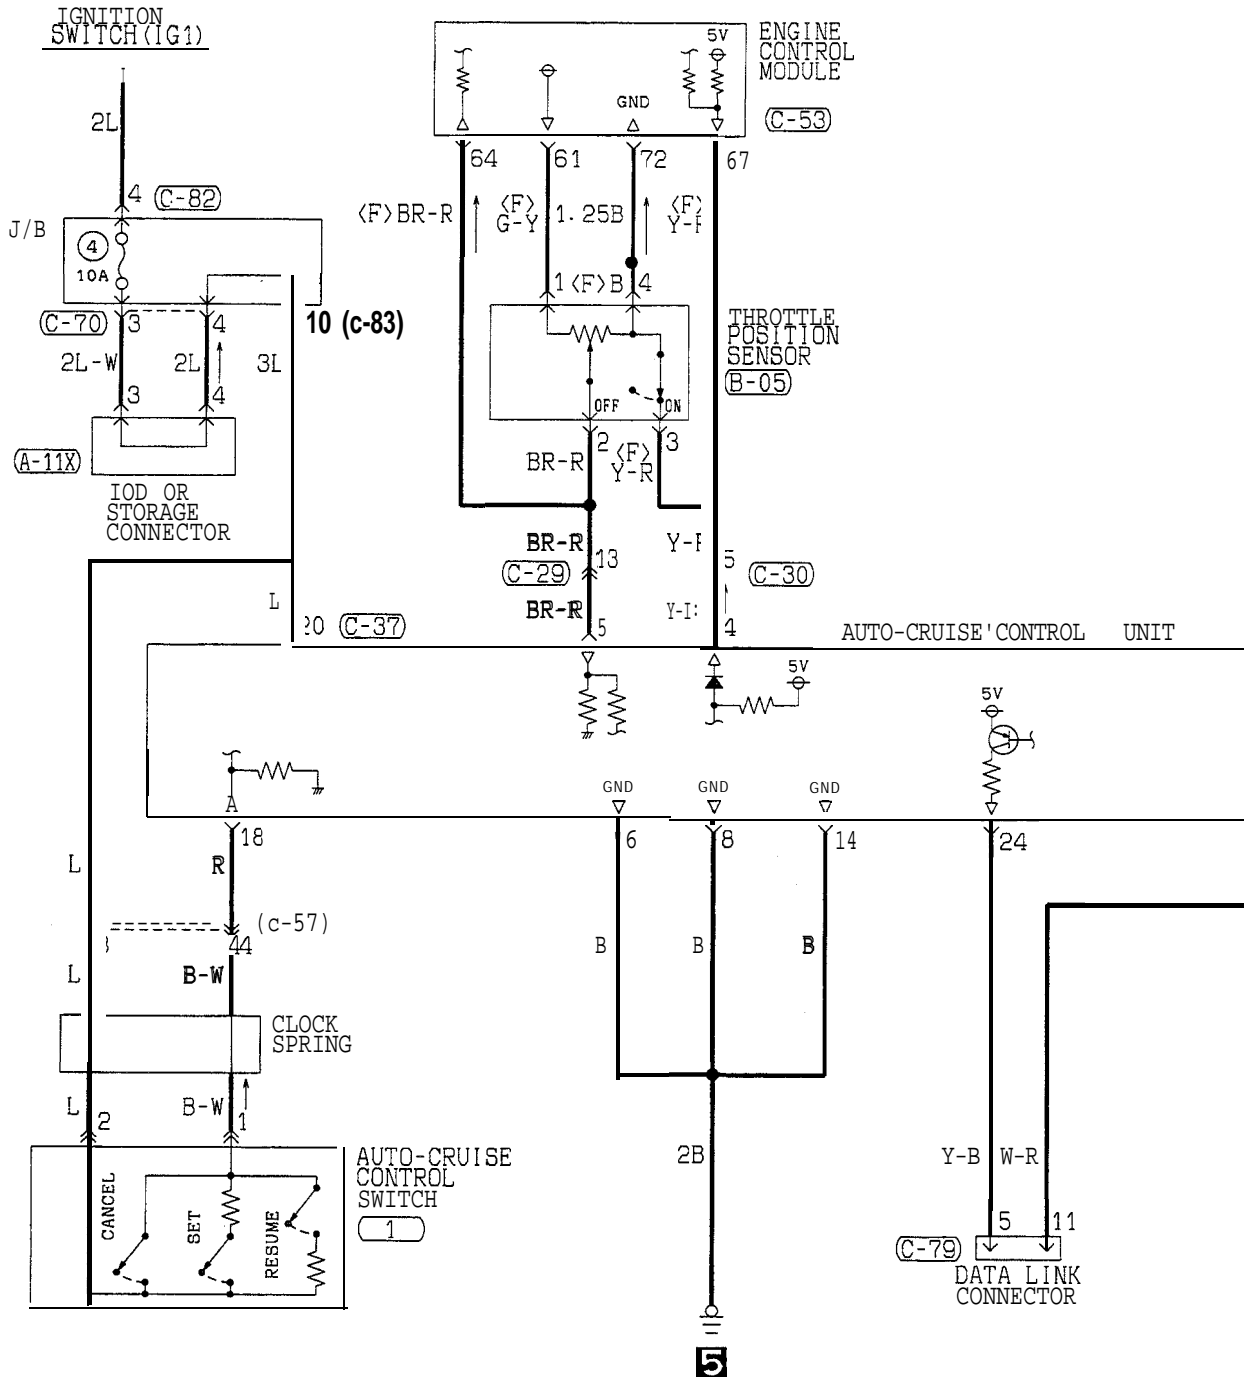 IGNITION
SWITCH(IG1)
2L
4 (C-82)
J/B
4
10A
(C-70) 3 4
10 (c-83)
2L-W 2L 3L
3 4
(A-11X)
IOD OR
STORAGE
CONNECTOR
ENGINE
CONTROL
MODULE
(C-53)
5V
GND
64 61 72 67
<F>BR-R
<F>
G-Y
1.25B
<F>
1 <F>B 4
THROTTLE
POSITION
SENSOR
(B-05)
OFF ON
2 3
BR-R
<F>
Y-R
BR-R 13
(C-29)
BR-R 5
5 (C-30)
4
L
20 (C-37)
AUTO-CRUISE'CONTROL UNIT
5V
5V
A
GND GND GND
18 6 8 14 24
L R
(c-57)
44
L B-W
CLOCK
SPRING
L 2 B-W 1
B B B
2B
AUTO-CRUISE
CONTROL
SWITCH
1
CANCEL
SET
RESUME
Y-B W-R
5 11
(C-79)
DATA LINK
CONNECTOR
5